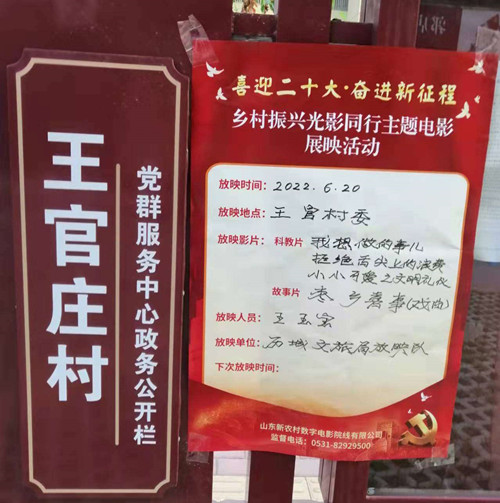 王官庄村
党群服务中心政务公开栏
喜迎二十大·奋进新征程
乡村振兴光影同行主题电影
展映活动
放映时间：2022.6.20
放映地点：王官村委
放映影片：科教片 我想做的事儿
拒绝舌尖上的浪费
小小可爱之文明礼仪
故事片 枣乡喜事(戏曲)
放映人员：王玉宏
放映单位：历城文旅局放映队
下次放映时间：
山东新农村数字电影院线有限公司
监督电话：0531-82929500